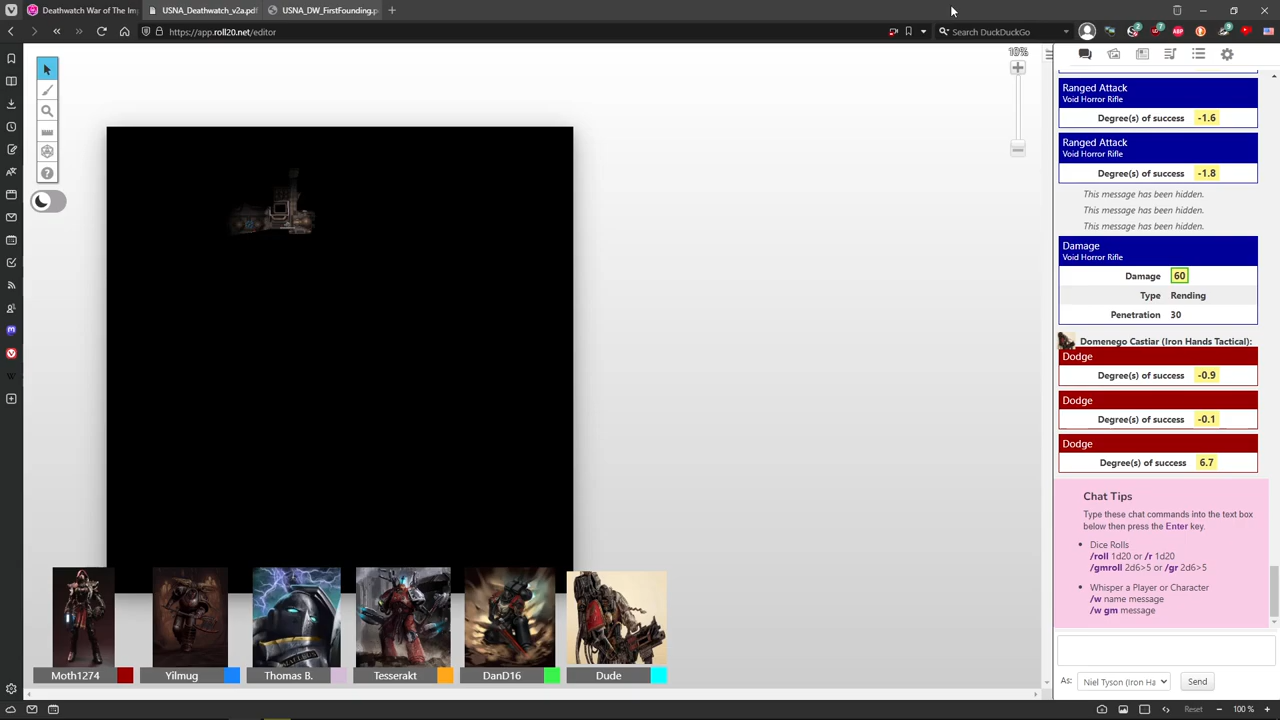 Deathwatch War of The Imp
USNA_Deathwatch_v2a.pdf
USNA_DW_FirstFounding.p
https://app.roll20.net/editor
Search DuckDuckGo
18%
Ranged Attack
Void Horror Rifle
Degree(s) of success -1.6
Ranged Attack
Void Horror Rifle
Degree(s) of success -1.8
This message has been hidden.
This message has been hidden.
This message has been hidden.
Damage
Void Horror Rifle
Damage 60
Type Rending
Penetration 30
Domenego Castiar (Iron Hands Tactical):
Dodge
Degree(s) of success -0.9
Dodge
Degree(s) of success -0.1
Dodge
Degree(s) of success 6.7
Chat Tips
Type these chat commands into the text box
below then press the Enter key.
• Dice Rolls
/roll 1d20 or /r 1d20
/gmroll 2d6>5 or /gr 2d6>5
• Whisper a Player or Character
/w name message
/w gm message
Moth1274
Yilmug
Thomas B.
Tesserakt
DanD16
Dude
As: Niel Tyson (Iron Ha
Send
Reset
100 %